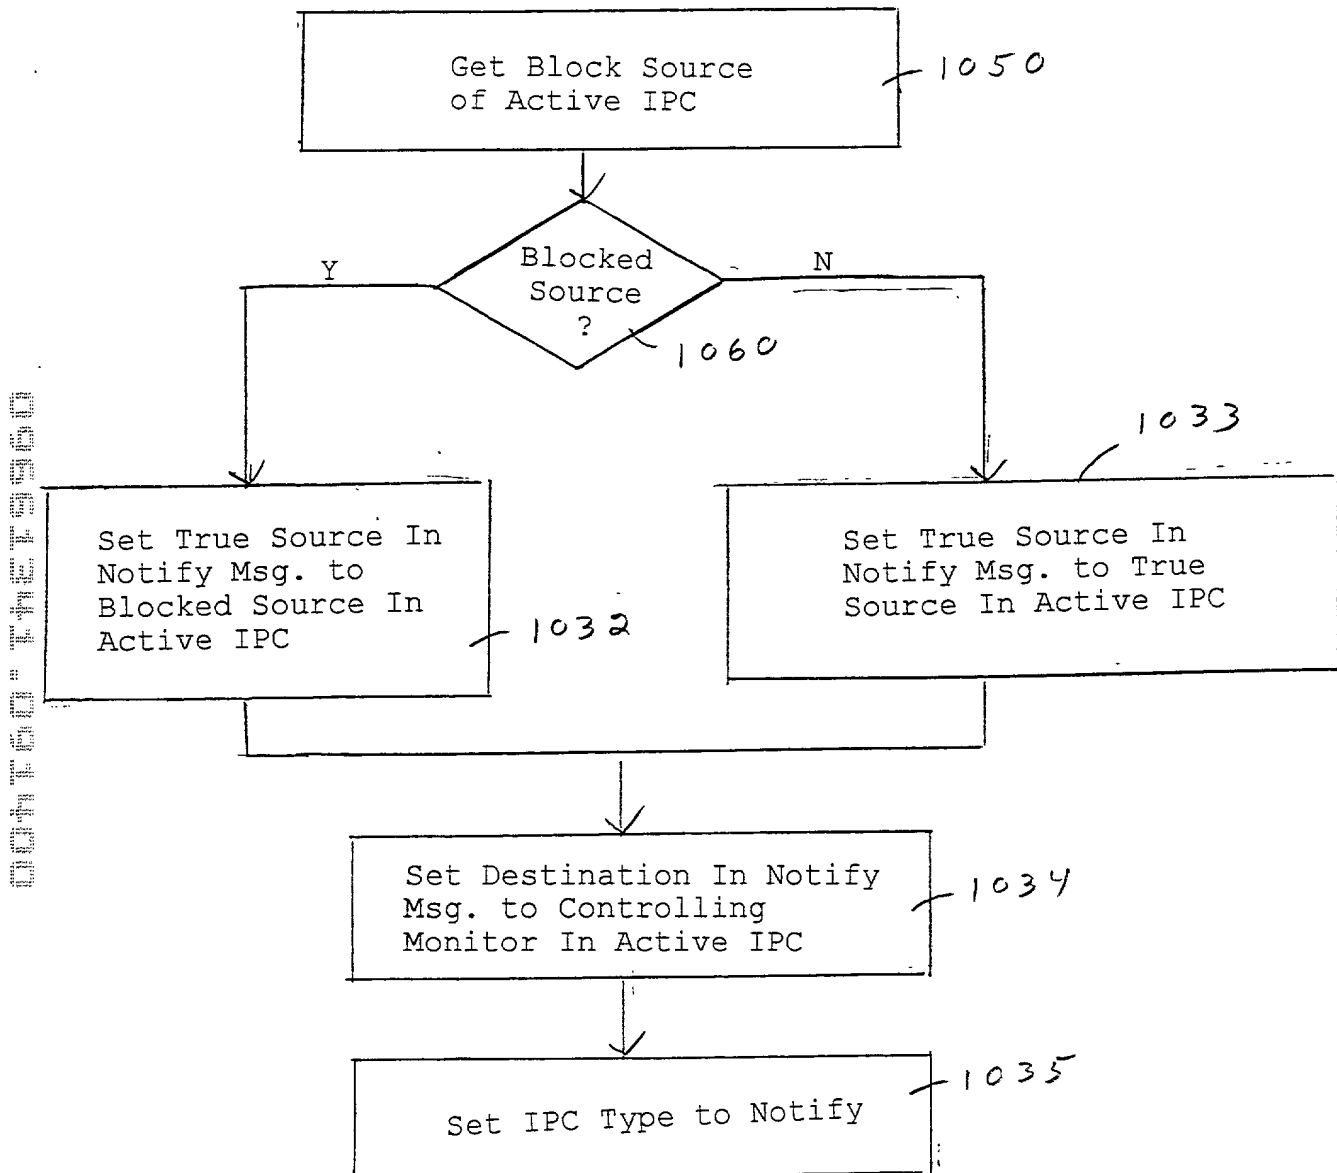 Get Block Source
of Active IPC
1050
Blocked
Source
?
Y
N
1060
1033
Set True Source In
Notify Msg. to
Blocked Source In
Active IPC
1032
Set True Source In
Notify Msg. to True
Source In Active IPC
Set Destination In Notify
Msg. to Controlling
Monitor In Active IPC
1034
Set IPC Type to Notify
1035